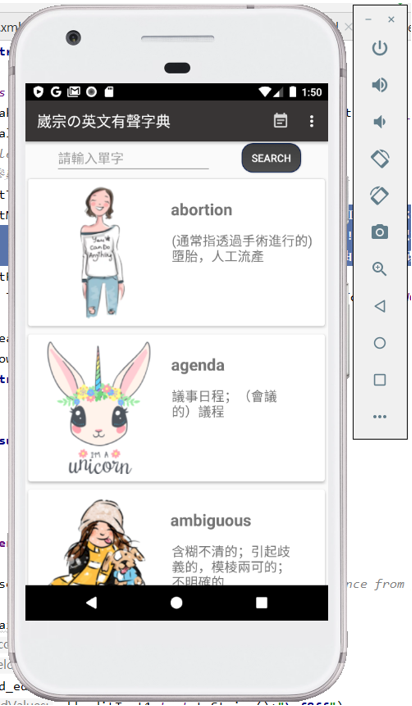 1:50
崴宗の英文有聲字典
請輸入單字
SEARCH
abortion
(通常指透過手術進行的)
墮胎，人工流產
You
can Do
Anything
agenda
議事日程；（會議
的）議程
I'M A
unicorn
ambiguous
含糊不清的；引起歧
義的，模棱兩可的；
不明確的
nce from